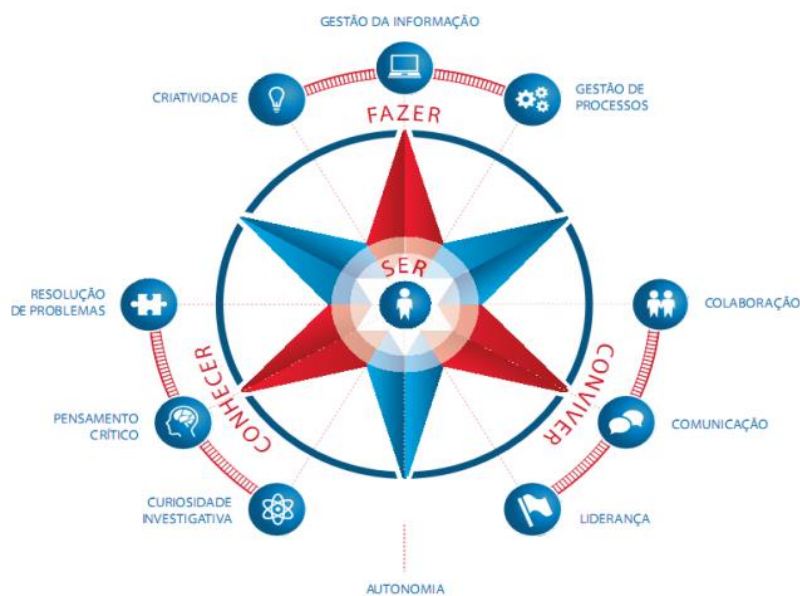 GESTÃO DA INFORMAÇÃO
CRIATIVIDADE
GESTÃO DE
PROCESSOS
FAZER
SER
RESOLUÇÃO
DE PROBLEMAS
COLABORAÇÃO
CONHECER
CONVIVER
PENSAMENTO
CRÍTICO
COMUNICAÇÃO
CURIOSIDADE
INVESTIGATIVA
LIDERANÇA
AUTONOMIA